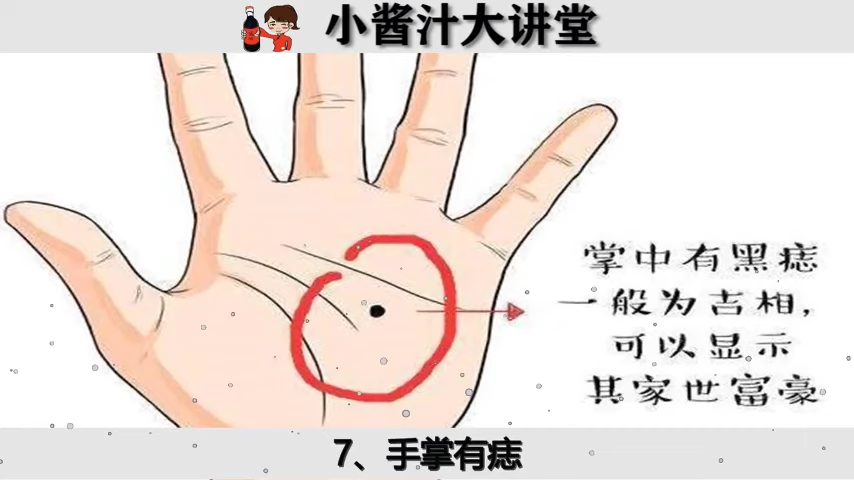 小酱汁大讲堂
掌中有黑痣
一般为吉相，
可以显示
其家世富豪
7、手掌有痣